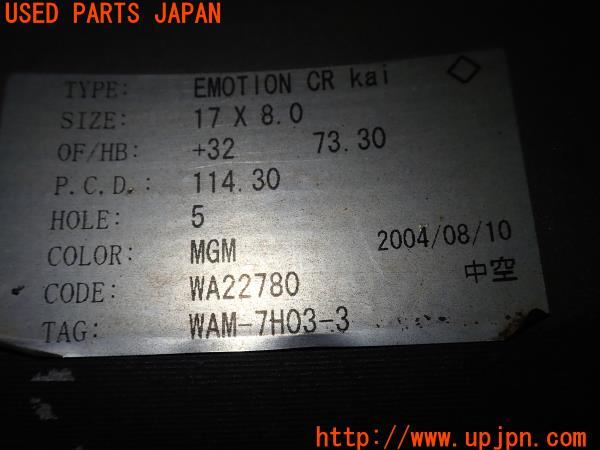 USED PARTS JAPAN
TYPE: EMOTION CR kai
SIZE: 17 X 8.0
OF/HB: +32 73.30
P.C.D.: 114.30
HOLE: 5
COLOR: MGM 2004/08/10
CODE: WA22780 中空
TAG: WAM-7H03-3
http://www.upjpn.com/